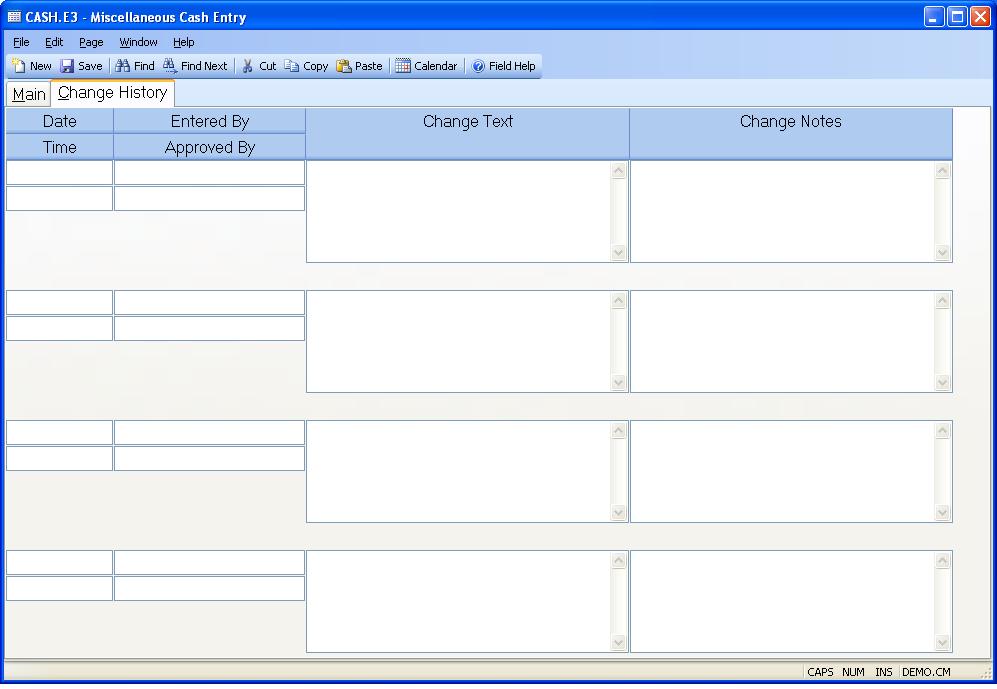 CASH.E3 - Miscellaneous Cash Entry
File Edit Page Window Help
New Save Find Find Next Cut Copy Paste Calendar Field Help
Main Change History
Date Entered By Change Text Change Notes
Time Approved By
CAPS NUM INS DEMO.CM